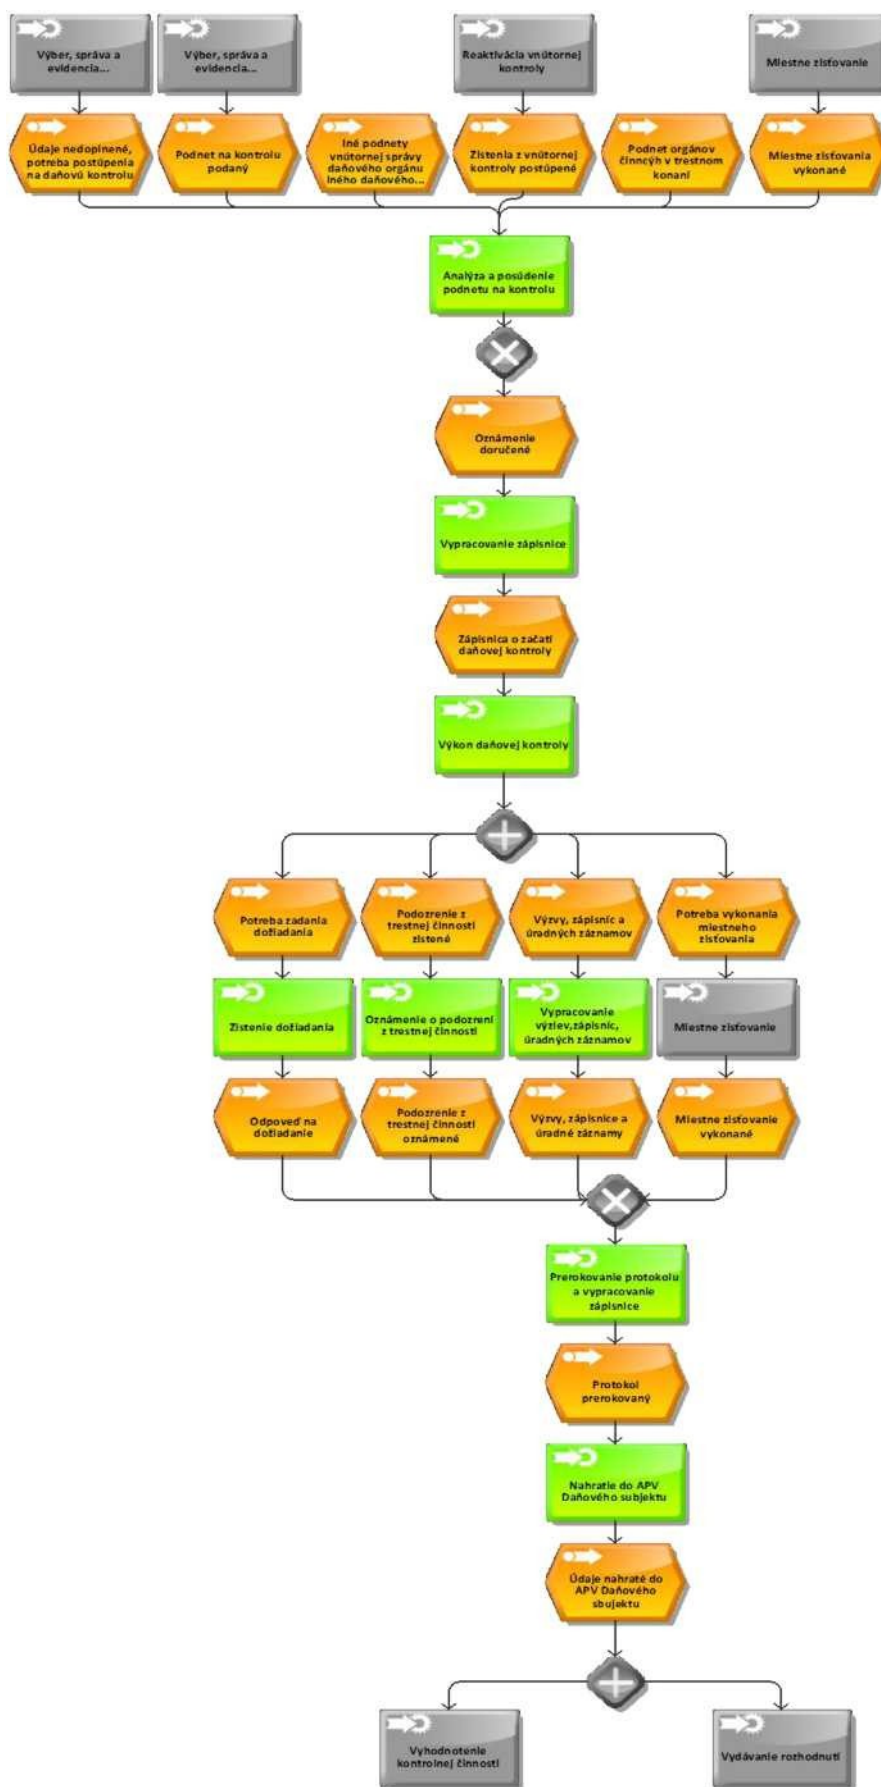 Výber, správa a
evidencia...
Výber, správa a
evidencia...
Reaktivácia vnútornej
kontroly
Miestne zisťovanie
Údaje nedoplnené,
potreba postúpenia
na daňovú kontrolu
Podnet na kontrolu
podaný
Iné podnety
vnútornej správy
daňového orgánu
Iného daňového...
Zistenia z vnútornej
kontroly postúpené
Podnet orgánov
činncýh v trestnom
konaní
Miestne zisťovania
vykonané
Analýza a posúdenie
podnetu na kontrolu
Oznámenie
doručené
Vypracovanie zápisnice
Zápisnica o začatí
daňovej kontroly
Výkon daňovej kontroly
Potreba zadania
dožiadania
Podozrenie z
trestnej činnosti
zistené
Výzvy, zápisníc a
úradných záznamov
Potreba vykonania
miestneho
zisťovania
Zistenie dožiadania
Oznámenie o podozrení
z trestnej činnosti
Vypracovanie
výziev,zápisníc,
úradných záznamov
Miestne zisťovanie
Odpoveď na
dožiadanie
Podozrenie z
trestnej činnosti
oznámené
Výzvy, zápisnice a
úradné záznamy
Miestne zisťovanie
vykonané
Prerokovanie protokolu
a vypracovanie
zápisnice
Protokol
prerokovaný
Nahratie do APV
Daňového subjektu
Údaje nahraté do
APV Daňového
sbujektu
Vyhodnotenie
kontrolnej činnosti
Vydávanie rozhodnutí